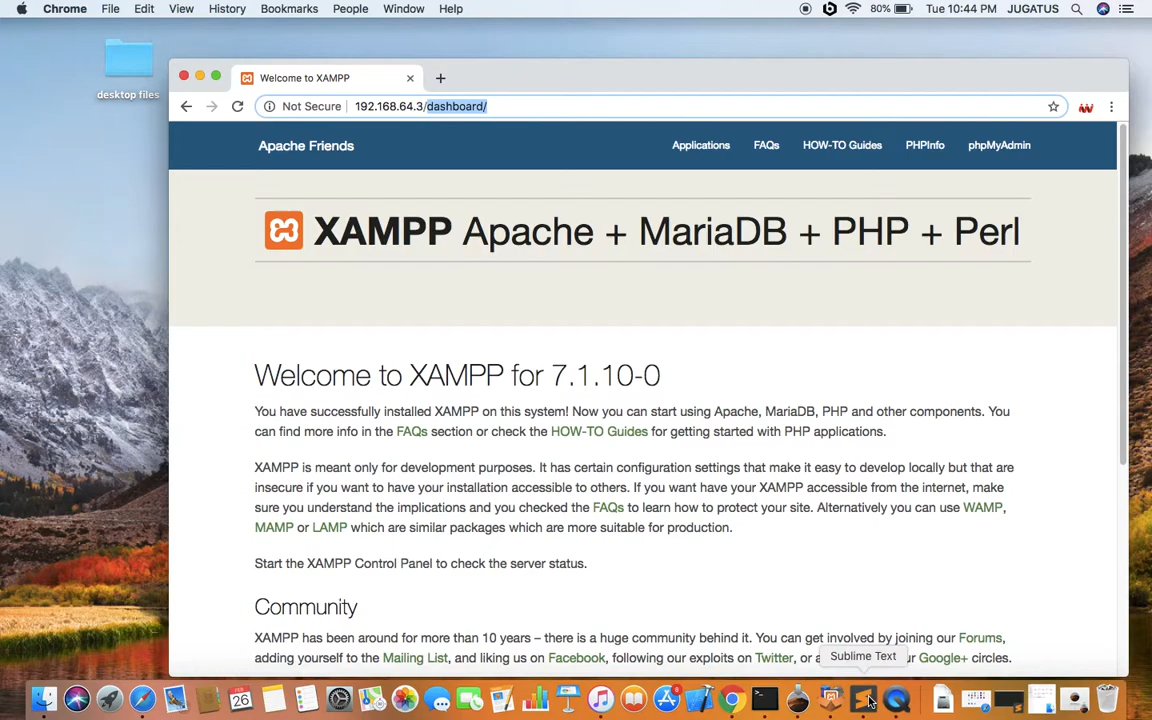 Chrome File Edit View History Bookmarks People Window Help 80% Tue 10:44 PM JUGATUS
desktop files
Welcome to XAMPP
Not Secure 192.168.64.3/dashboard/
Apache Friends Applications FAQs HOW-TO Guides PHPInfo phpMyAdmin
XAMPP Apache + MariaDB + PHP + Perl
Welcome to XAMPP for 7.1.10-0
You have successfully installed XAMPP on this system! Now you can start using Apache, MariaDB, PHP and other components. You
can find more info in the FAQs section or check the HOW-TO Guides for getting started with PHP applications.
XAMPP is meant only for development purposes. It has certain configuration settings that make it easy to develop locally but that are
insecure if you want to have your installation accessible to others. If you want have your XAMPP accessible from the internet, make
sure you understand the implications and you checked the FAQs to learn how to protect your site. Alternatively you can use WAMP,
MAMP or LAMP which are similar packages which are more suitable for production.
Start the XAMPP Control Panel to check the server status.
Community
XAMPP has been around for more than 10 years – there is a huge community behind it. You can get involved by joining our Forums,
adding yourself to the Mailing List, and liking us on Facebook, following our exploits on Twitter, or a ur Google+ circles.
Sublime Text
FEB
26
8